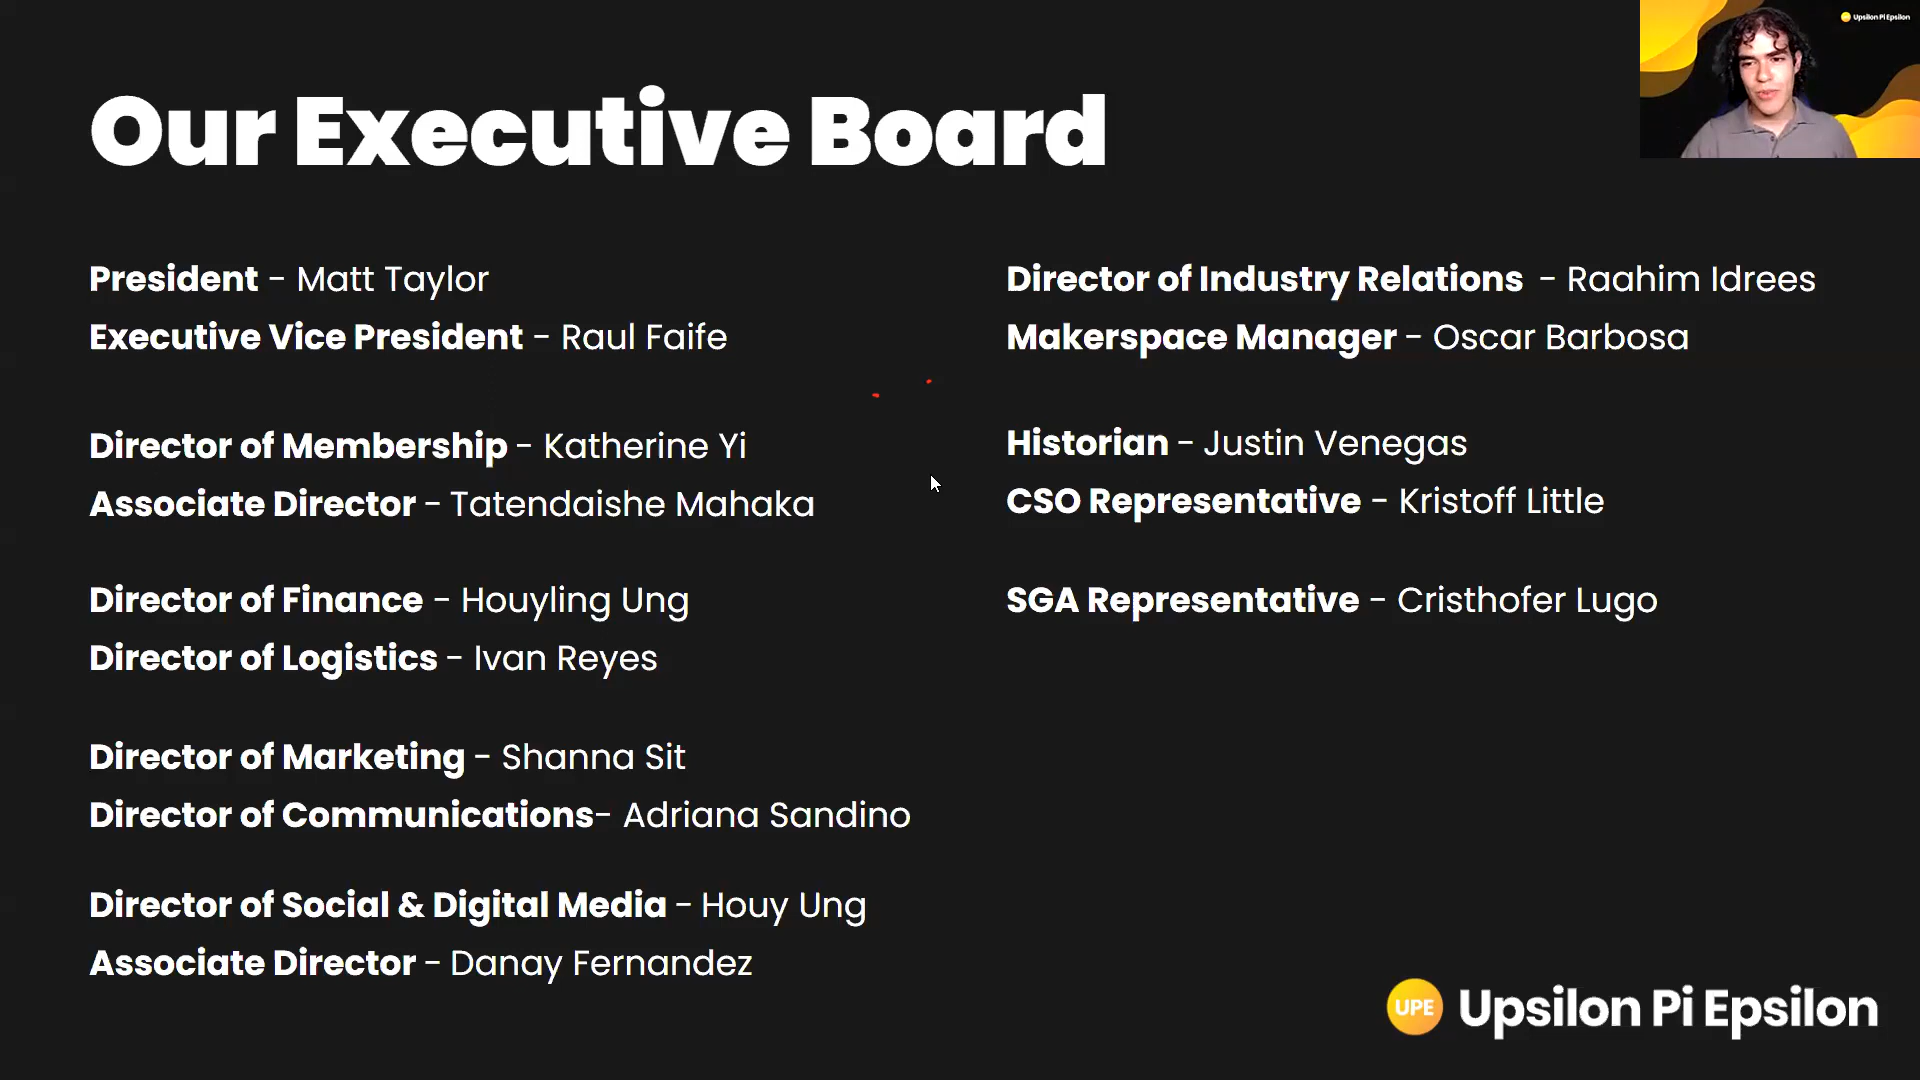 Our Executive Board
President - Matt Taylor
Executive Vice President - Raul Faife
Director of Membership - Katherine Yi
Associate Director - Tatendaishe Mahaka
Director of Finance - Houyling Ung
Director of Logistics - Ivan Reyes
Director of Marketing - Shanna Sit
Director of Communications- Adriana Sandino
Director of Social & Digital Media - Houy Ung
Associate Director - Danay Fernandez
Director of Industry Relations - Raahim Idrees
Makerspace Manager - Oscar Barbosa
Historian - Justin Venegas
CSO Representative - Kristoff Little
SGA Representative - Cristhofer Lugo
Upsilon Pi Epsilon
UPE Upsilon Pi Epsilon